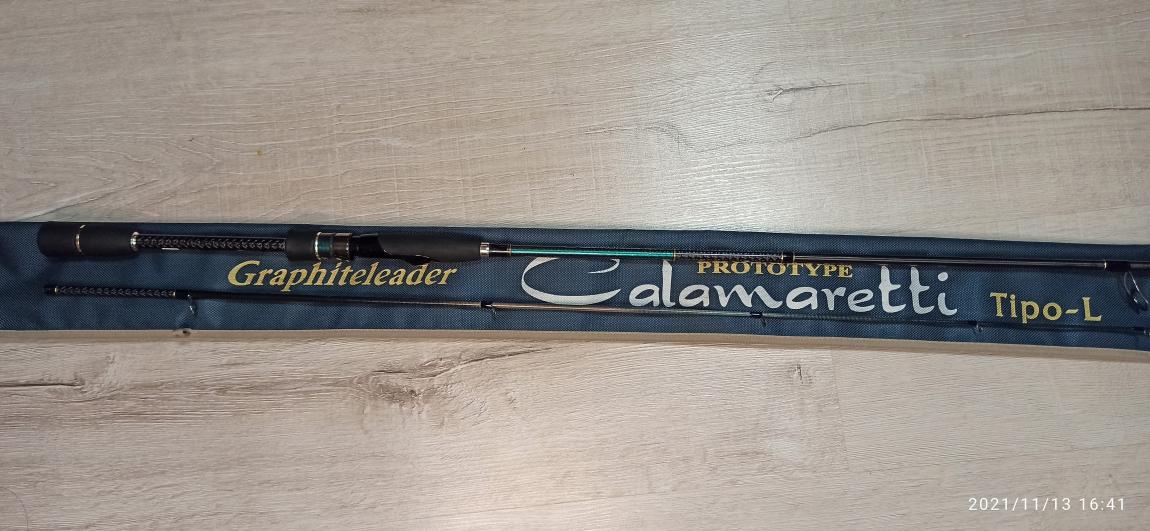 Graphiteleader
PROTOTYPE
Calamaretti
Tipo-L
2021/11/13 16:41